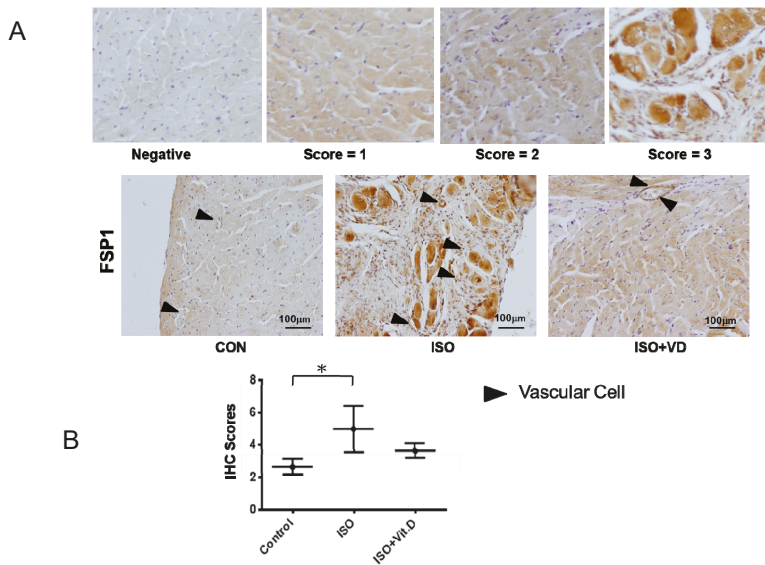 A
Negative
Score = 1
Score = 2
Score = 3
FSP1
100μm
100μm
100μm
CON
ISO
ISO+VD
Vascular Cell
B
*
IHC Scores
8
6
4
2
0
Control
ISO
ISO+Vit.D